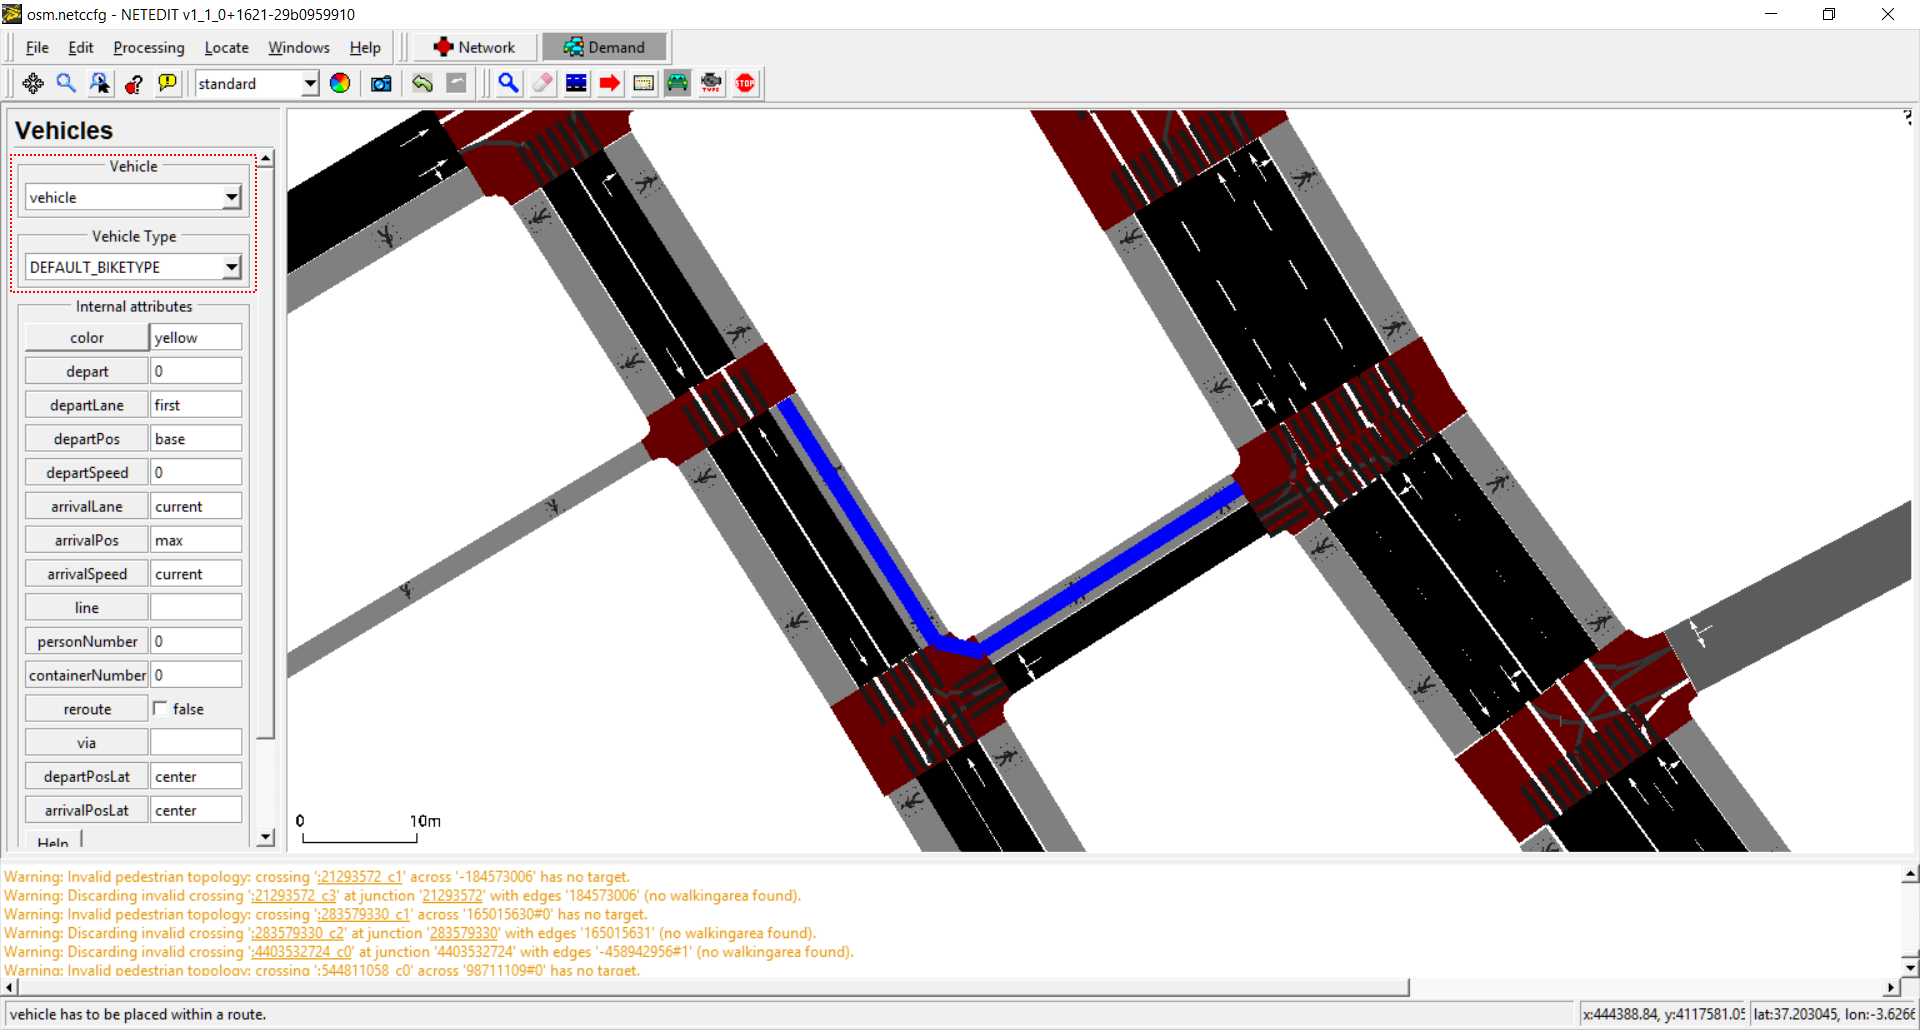 osm.netccfg - NETEDIT v1_1_0+1621-29b0959910
File Edit Processing Locate Windows Help Network Demand
standard TYPE STOP
Vehicles
Vehicle
vehicle
Vehicle Type
DEFAULT_BIKETYPE
Internal attributes
color yellow
depart 0
departLane first
departPos base
departSpeed 0
arrivalLane current
arrivalPos max
arrivalSpeed current
line
personNumber 0
containerNumber 0
reroute false
via
departPosLat center
arrivalPosLat center
Help
0 10m
Warning: Invalid pedestrian topology: crossing ':21293572_c1' across '-184573006' has no target.
Warning: Discarding invalid crossing ':21293572_c3' at junction '21293572' with edges '184573006' (no walkingarea found).
Warning: Invalid pedestrian topology: crossing ':283579330_c1' across '165015630#0' has no target.
Warning: Discarding invalid crossing ':283579330_c2' at junction '283579330' with edges '165015631' (no walkingarea found).
Warning: Discarding invalid crossing ':4403532724_c0' at junction '4403532724' with edges '-458942956#1' (no walkingarea found).
Warning: Invalid pedestrian topology: crossing ':544811058_c0' across '98711109#0' has no target.
vehicle has to be placed within a route.
x:444388.84, y:4117581.05
lat:37.203045, lon:-3.6266